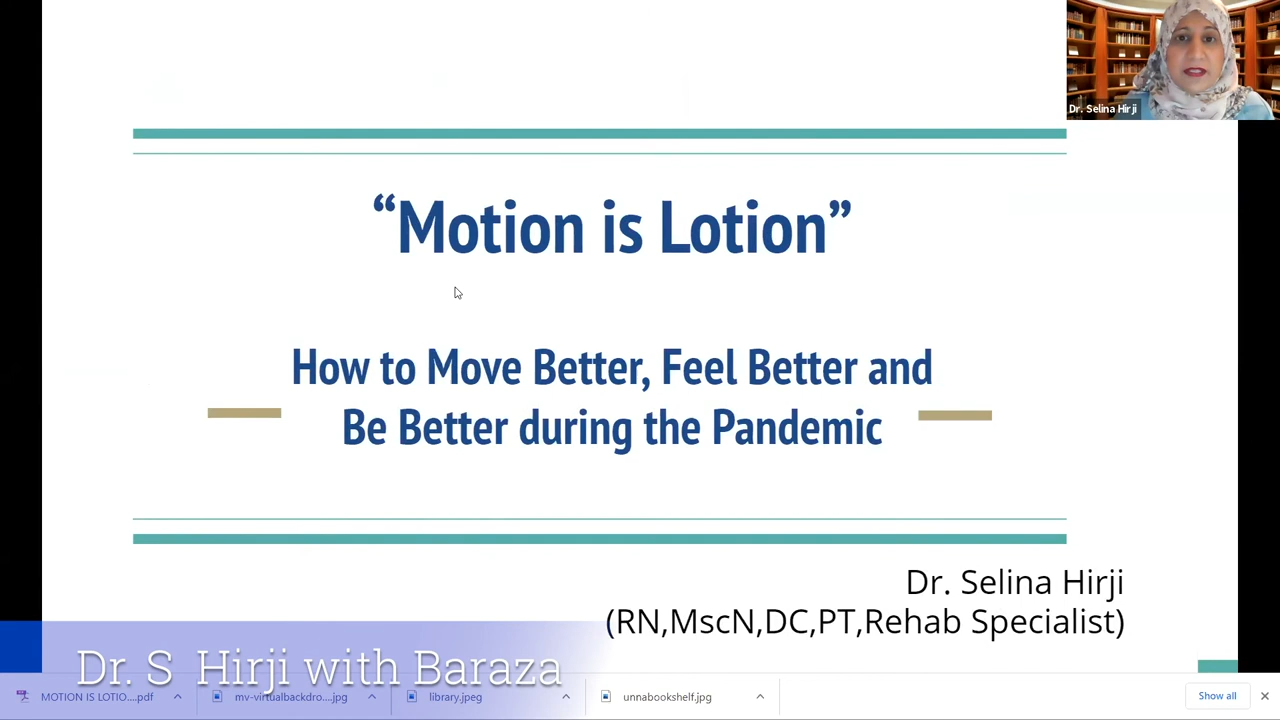 Dr. Selina Hirji
“Motion is Lotion”
How to Move Better, Feel Better and
Be Better during the Pandemic
Dr. Selina Hirji
(RN,MscN,DC,PT,Rehab Specialist)
Dr. S Hirji with Baraza
MOTION IS LOTIO....pdf
mv-virtualbackdro....jpg
library.jpeg
unnabookshelf.jpg
Show all